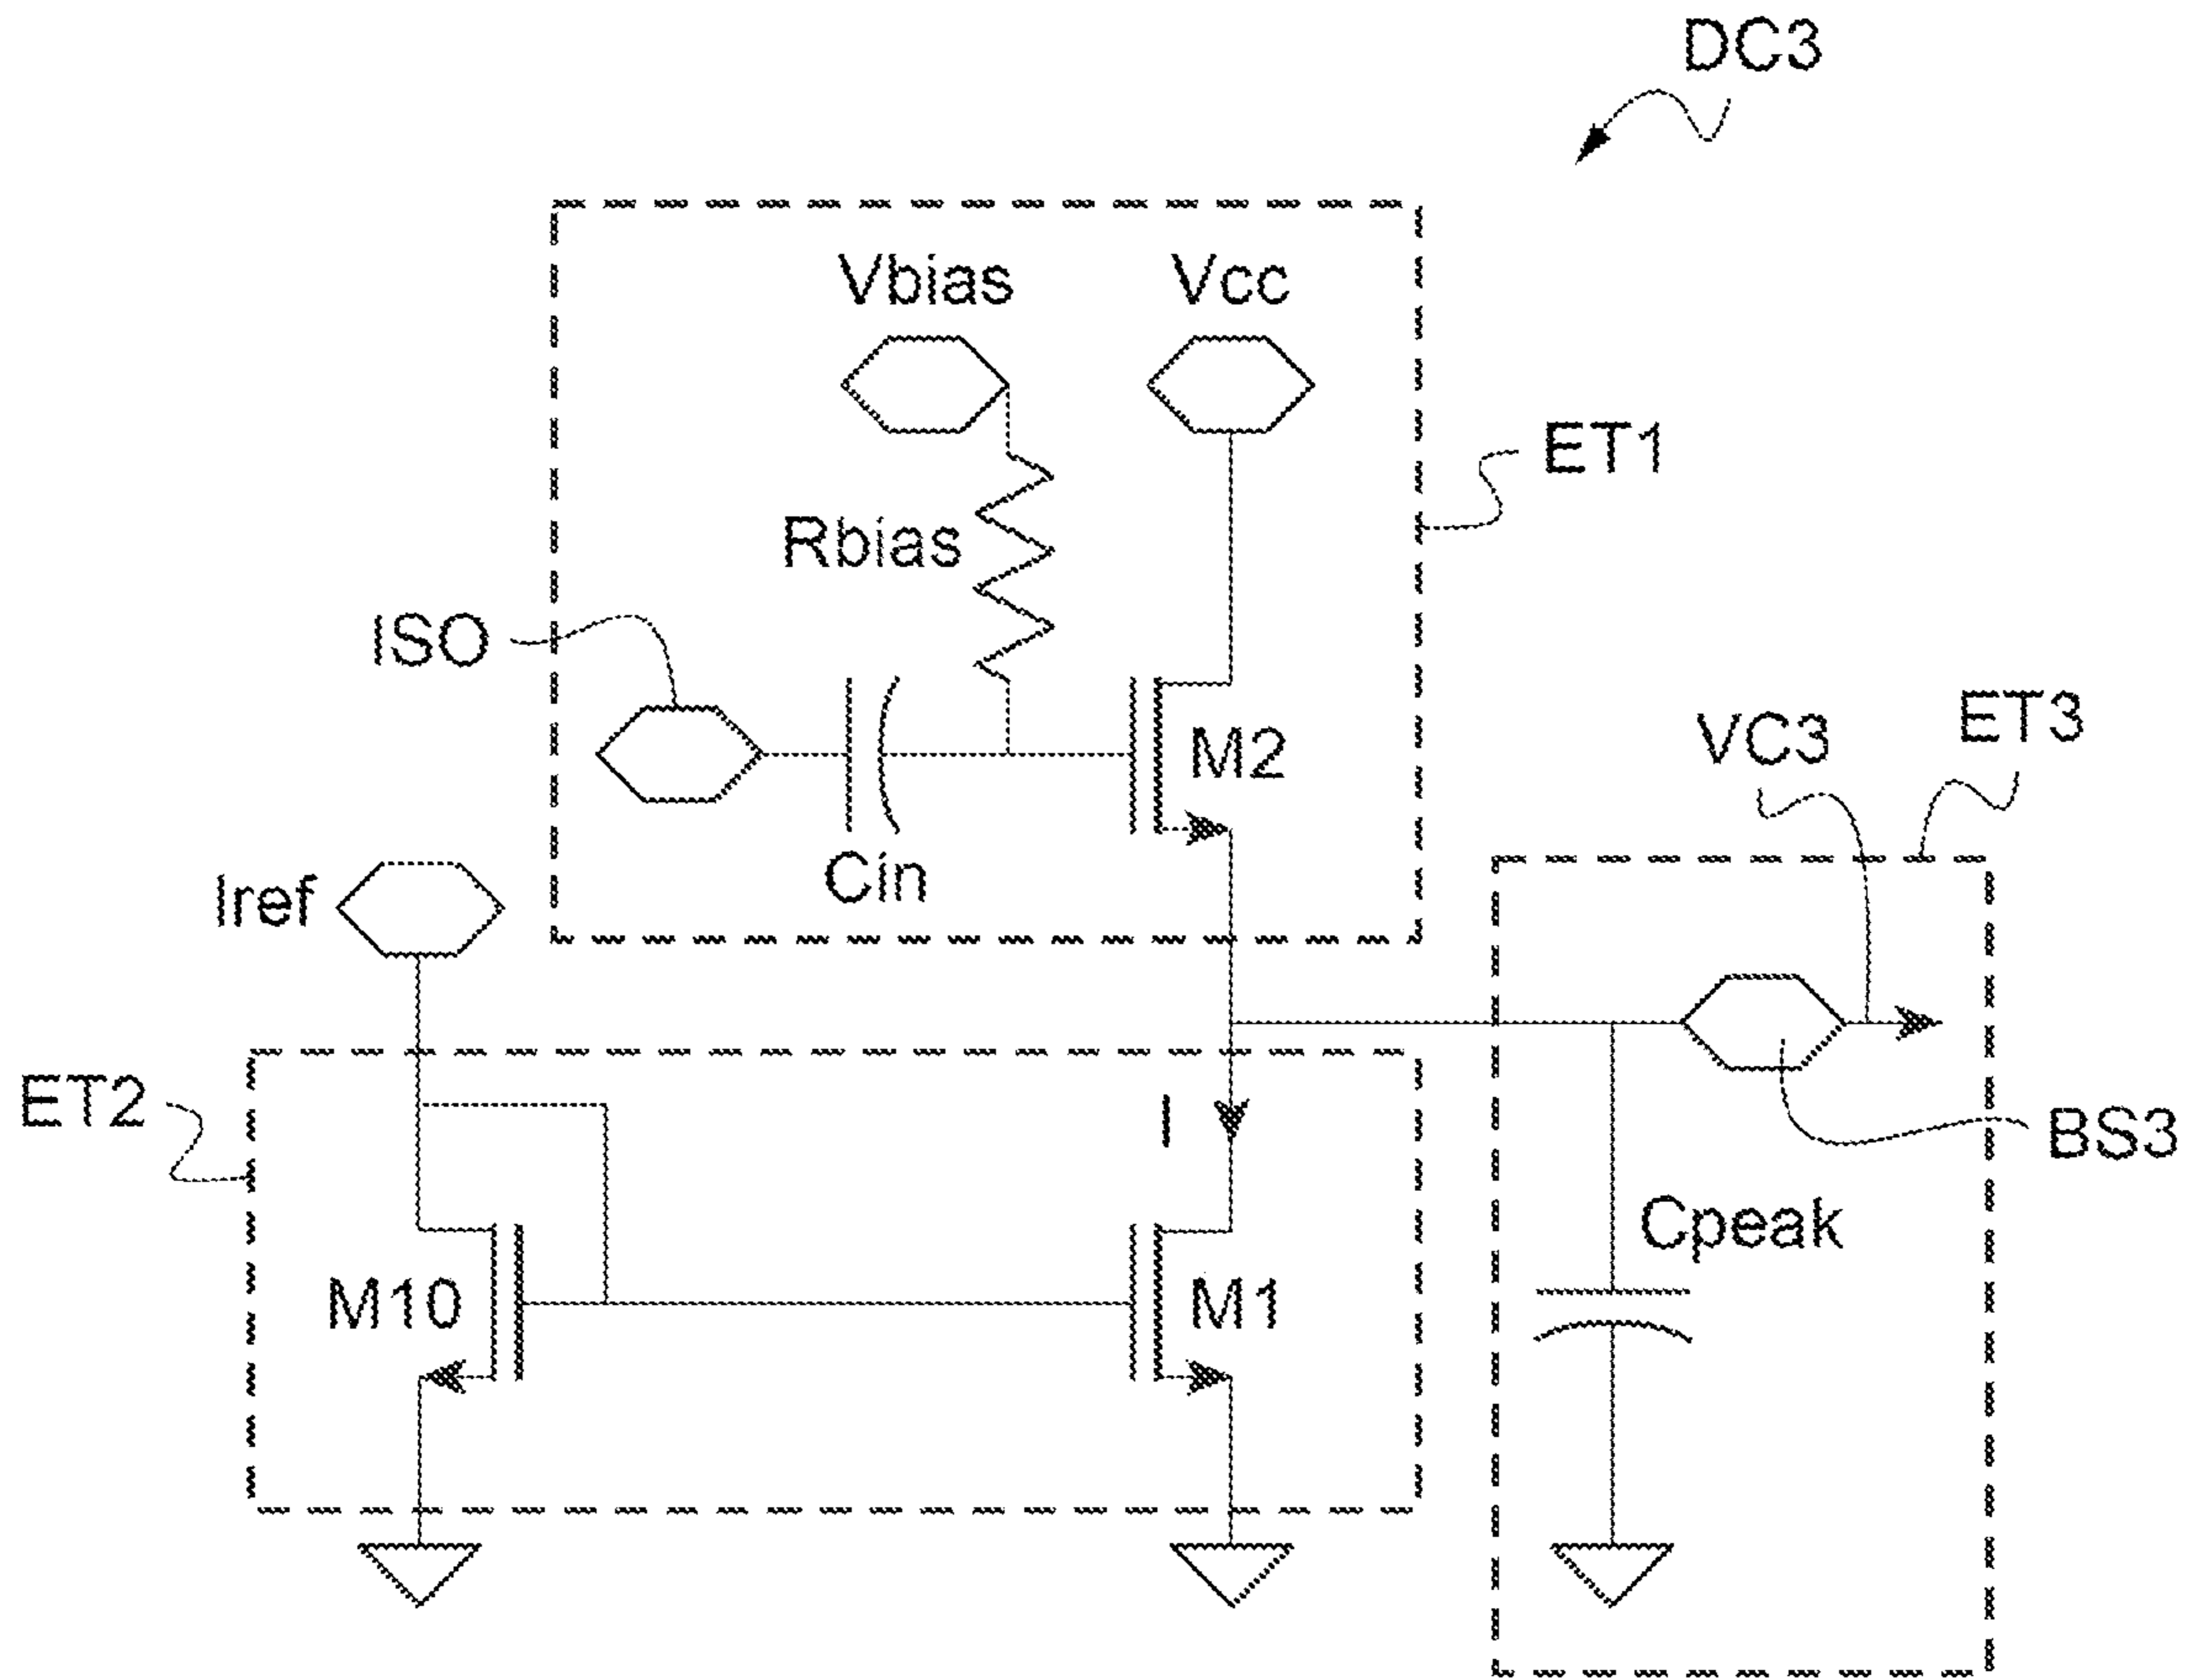 DC3
Vbias
Vcc
ET1
Rbias
ISO
M2
VC3
ET3
Cin
Iref
ET2
I
BS3
Cpeak
M10
M1